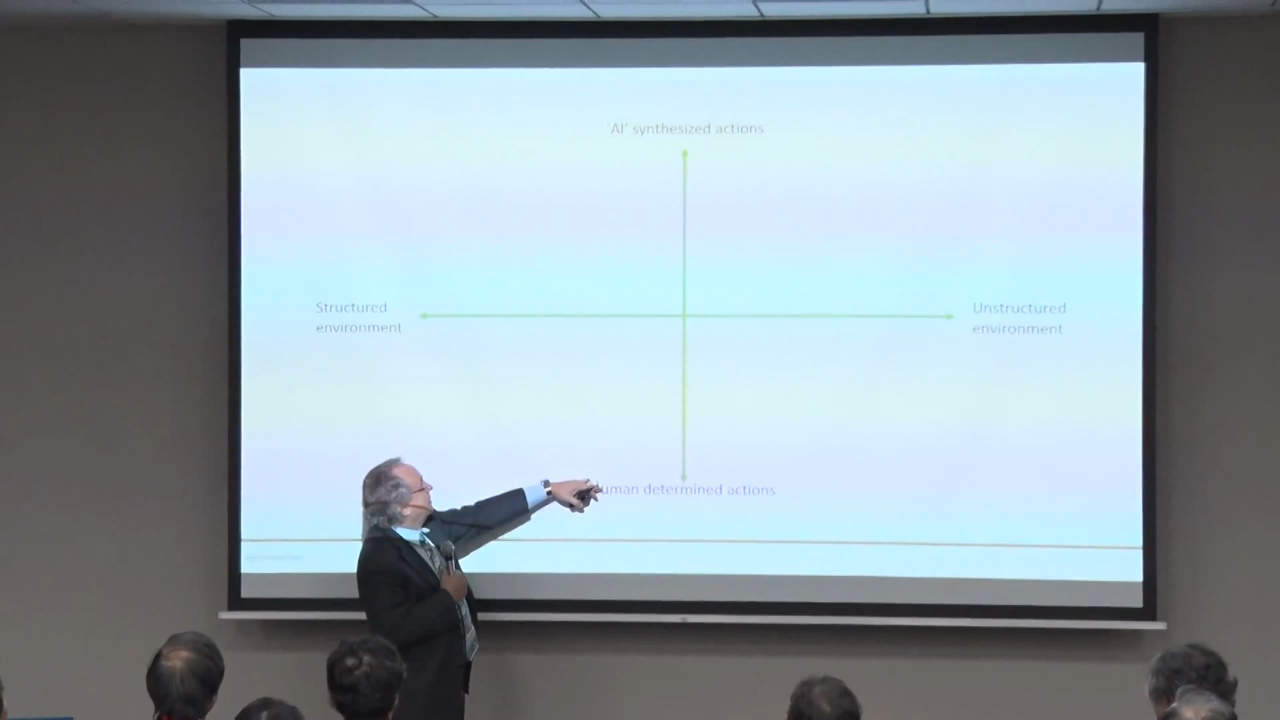 'AI' synthesized actions
Structured
environment
Unstructured
environment
uman determined actions